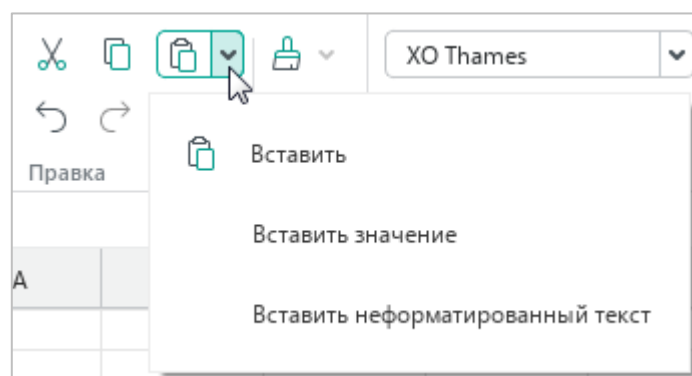 XO Thames
Вставить
Правка
Вставить значение
A
Вставить неформатированный текст